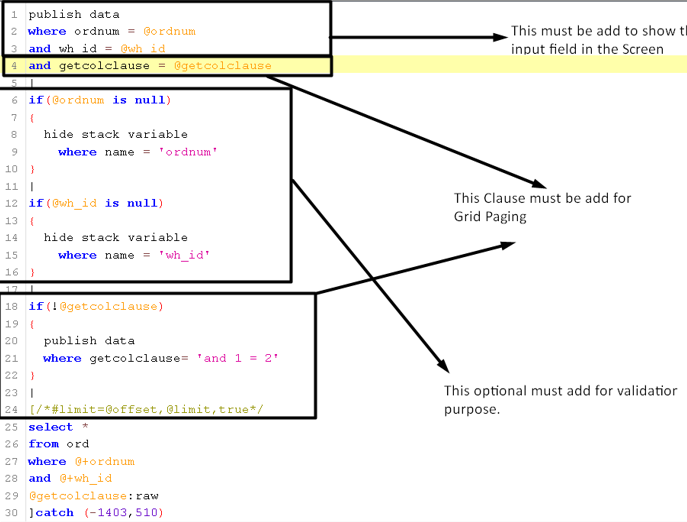 1 publish data
2 where ordnum = @ordnum
3 and wh_id = @wh_id
4 and getcolclause = @getcolclause
5 |
6 if(@ordnum is null)
7 {
8 hide stack variable
9 where name = 'ordnum'
10 }
11 |
12 if(@wh_id is null)
13 {
14 hide stack variable
15 where name = 'wh_id'
16 }
17 |
18 if(!@getcolclause)
19 {
20 publish data
21 where getcolclause= 'and 1 = 2'
22 }
23 |
24 [/*#limit=@offset,@limit,true*/
25 select *
26 from ord
27 where @+ordnum
28 and @+wh_id
29 @getcolclause:raw
30 ]catch (-1403,510)
This must be add to show th
input field in the Screen
This Clause must be add for
Grid Paging
This optional must add for validation
purpose.